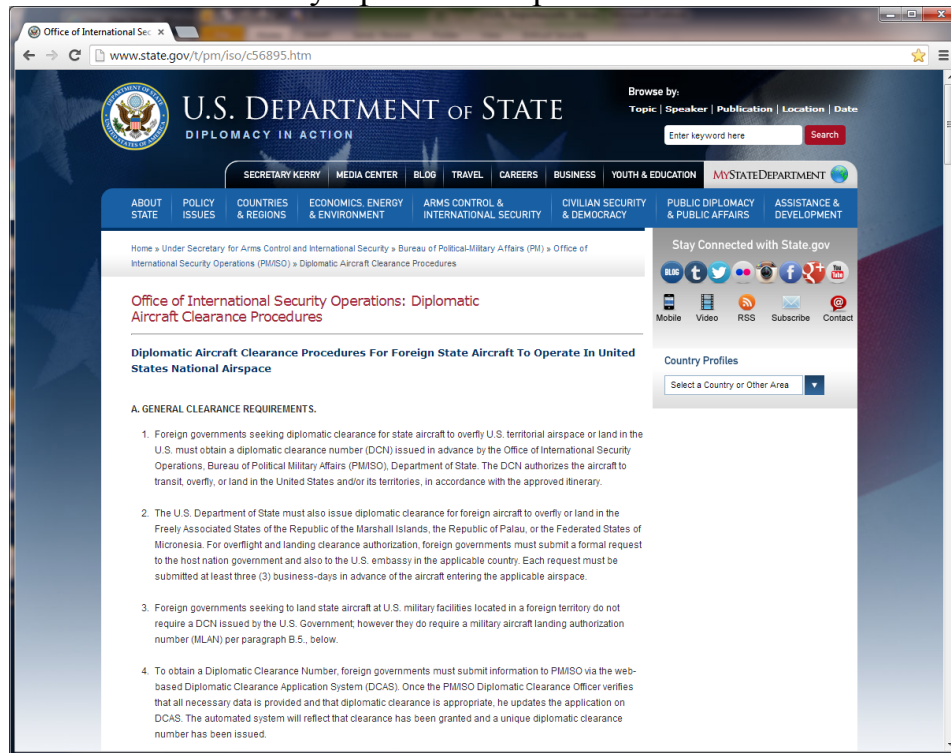 Office of International Sec ×
www.state.gov/t/pm/iso/c56895.htm
U.S. DEPARTMENT OF STATE
DIPLOMACY IN ACTION
Browse by:
Topic | Speaker | Publication | Location | Date
Enter keyword here Search
SECRETARY KERRY MEDIA CENTER BLOG TRAVEL CAREERS BUSINESS YOUTH & EDUCATION MYSTATEDEPARTMENT
ABOUT STATE
POLICY ISSUES
COUNTRIES & REGIONS
ECONOMICS, ENERGY & ENVIRONMENT
ARMS CONTROL & INTERNATIONAL SECURITY
CIVILIAN SECURITY & DEMOCRACY
PUBLIC DIPLOMACY & PUBLIC AFFAIRS
ASSISTANCE & DEVELOPMENT
Home » Under Secretary for Arms Control and International Security » Bureau of Political-Military Affairs (PM) » Office of
International Security Operations (PM/ISO) » Diplomatic Aircraft Clearance Procedures
Office of International Security Operations: Diplomatic
Aircraft Clearance Procedures
Diplomatic Aircraft Clearance Procedures For Foreign State Aircraft To Operate In United
States National Airspace
A. GENERAL CLEARANCE REQUIREMENTS.
1. Foreign governments seeking diplomatic clearance for state aircraft to overfly U.S. territorial airspace or land in the
U.S. must obtain a diplomatic clearance number (DCN) issued in advance by the Office of International Security
Operations, Bureau of Political Military Affairs (PM/ISO), Department of State. The DCN authorizes the aircraft to
transit, overfly, or land in the United States and/or its territories, in accordance with the approved itinerary.
2. The U.S. Department of State must also issue diplomatic clearance for foreign aircraft to overfly or land in the
Freely Associated States of the Republic of the Marshall Islands, the Republic of Palau, or the Federated States of
Micronesia. For overflight and landing clearance authorization, foreign governments must submit a formal request
to the host nation government and also to the U.S. embassy in the applicable country. Each request must be
submitted at least three (3) business-days in advance of the aircraft entering the applicable airspace.
3. Foreign governments seeking to land state aircraft at U.S. military facilities located in a foreign territory do not
require a DCN issued by the U.S. Government; however they do require a military aircraft landing authorization
number (MLAN) per paragraph B.5., below.
4. To obtain a Diplomatic Clearance Number, foreign governments must submit information to PM/ISO via the web-
based Diplomatic Clearance Application System (DCAS). Once the PM/ISO Diplomatic Clearance Officer verifies
that all necessary data is provided and that diplomatic clearance is appropriate, he updates the application on
DCAS. The automated system will reflect that clearance has been granted and a unique diplomatic clearance
number has been issued.
Stay Connected with State.gov
BLOG t f g+ You Tube
Mobile Video RSS Subscribe Contact
Country Profiles
Select a Country or Other Area